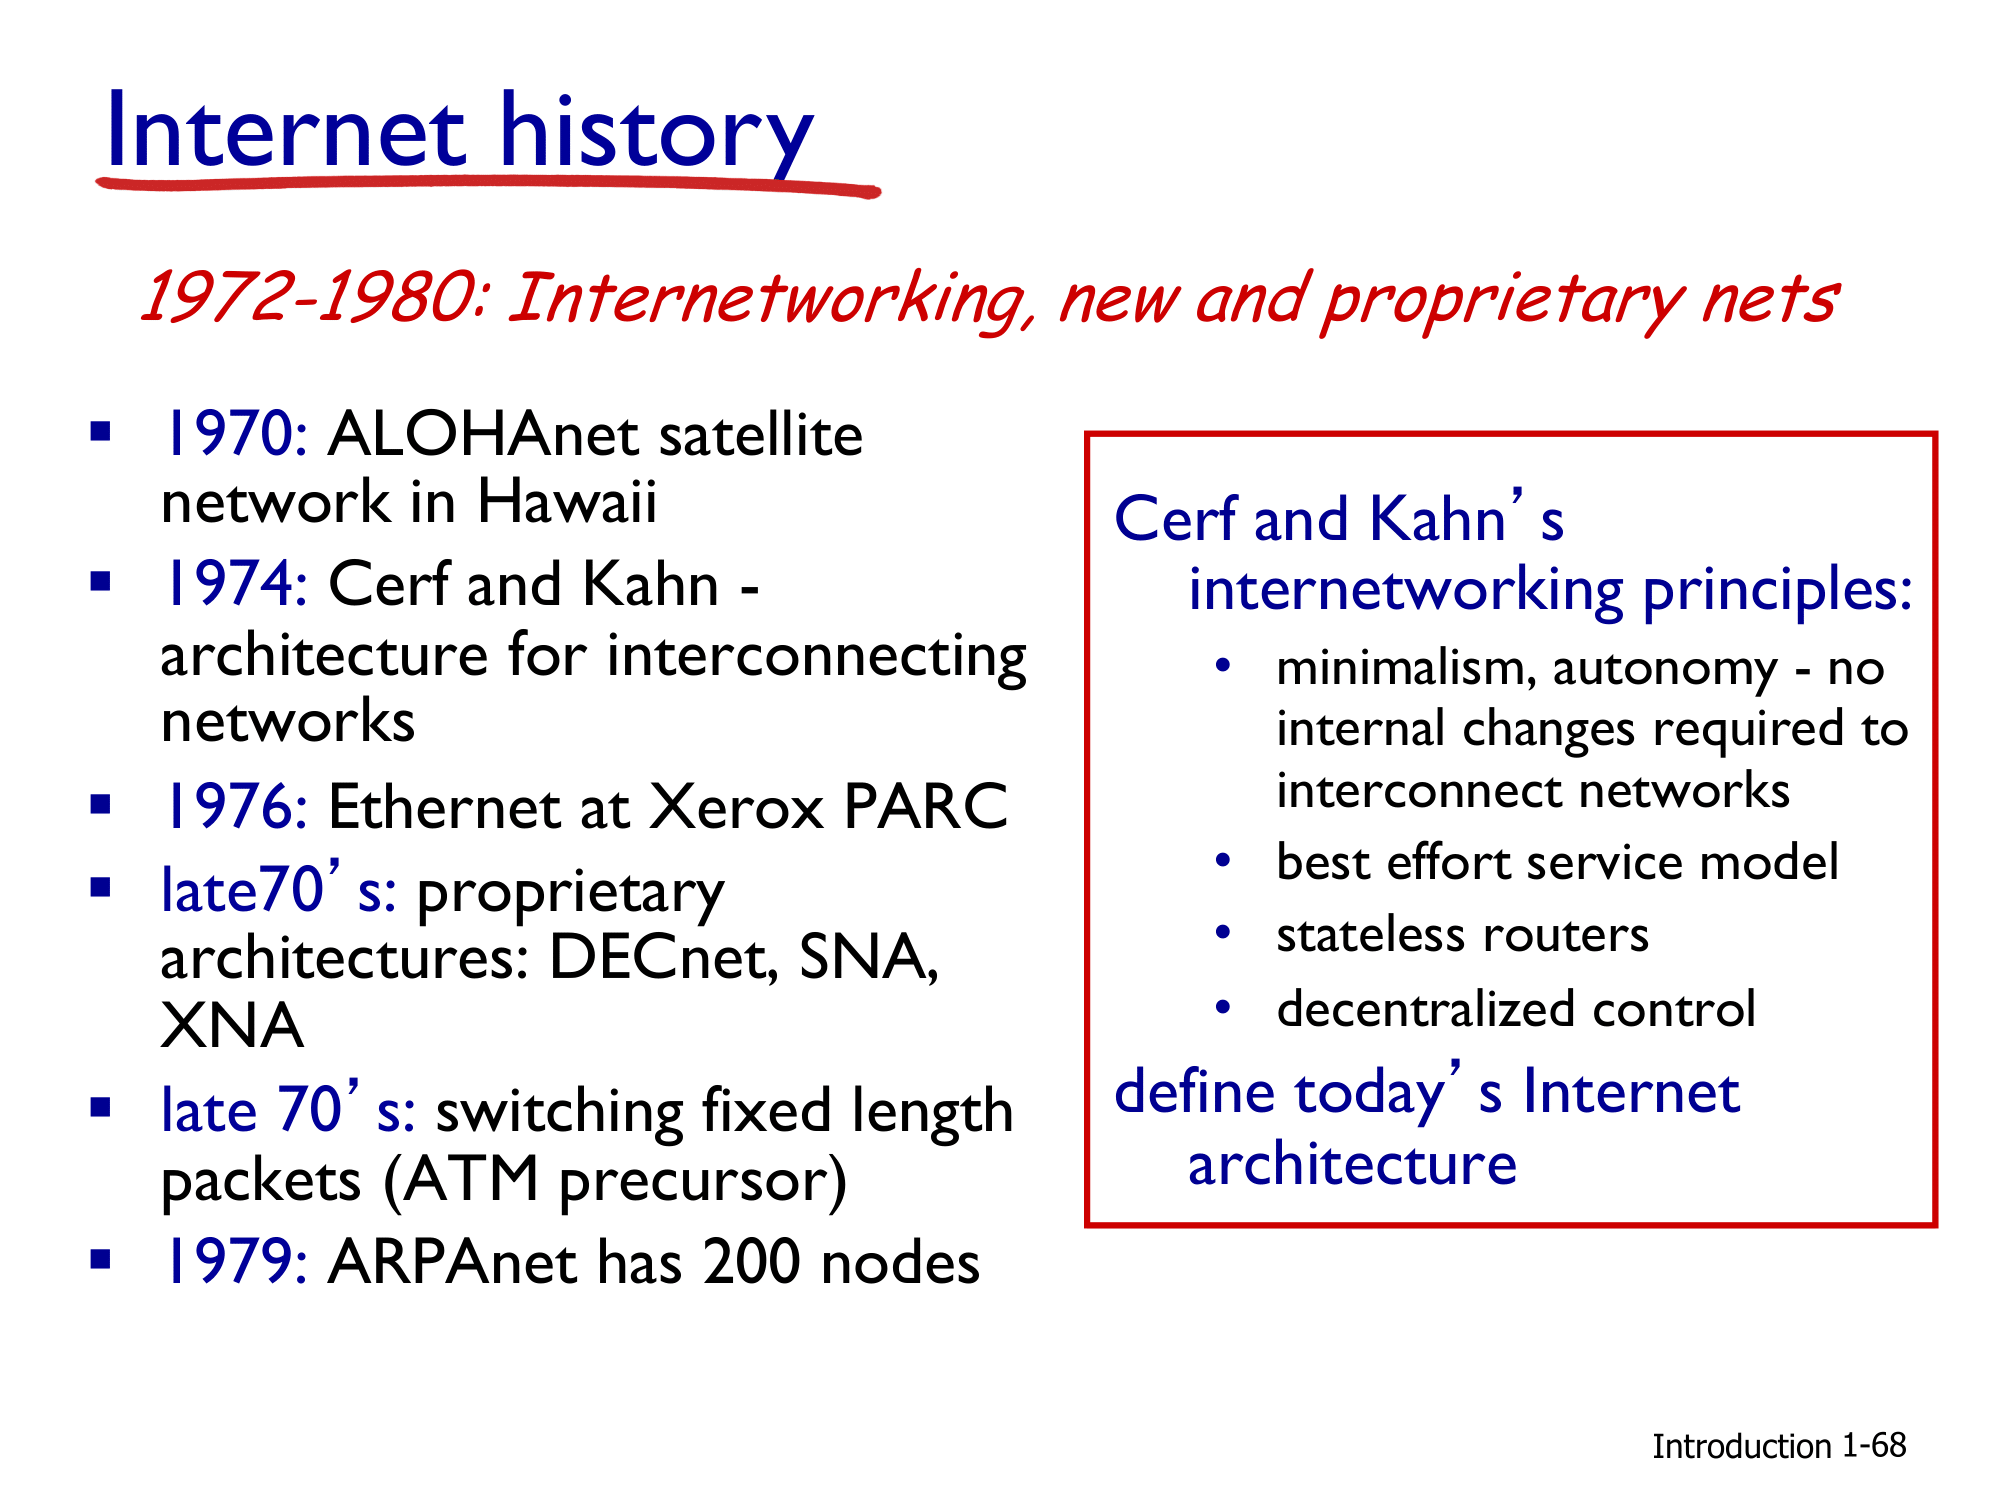 Internet history
1972-1980: Internetworking, new and proprietary nets
▪ 1970: ALOHAnet satellite
network in Hawaii
▪ 1974: Cerf and Kahn -
architecture for interconnecting
networks
▪ 1976: Ethernet at Xerox PARC
▪ late70’s: proprietary
architectures: DECnet, SNA,
XNA
▪ late 70’s: switching fixed length
packets (ATM precursor)
▪ 1979: ARPAnet has 200 nodes
Cerf and Kahn’s
internetworking principles:
• minimalism, autonomy - no
internal changes required to
interconnect networks
• best effort service model
• stateless routers
• decentralized control
define today’s Internet
architecture
Introduction 1-68